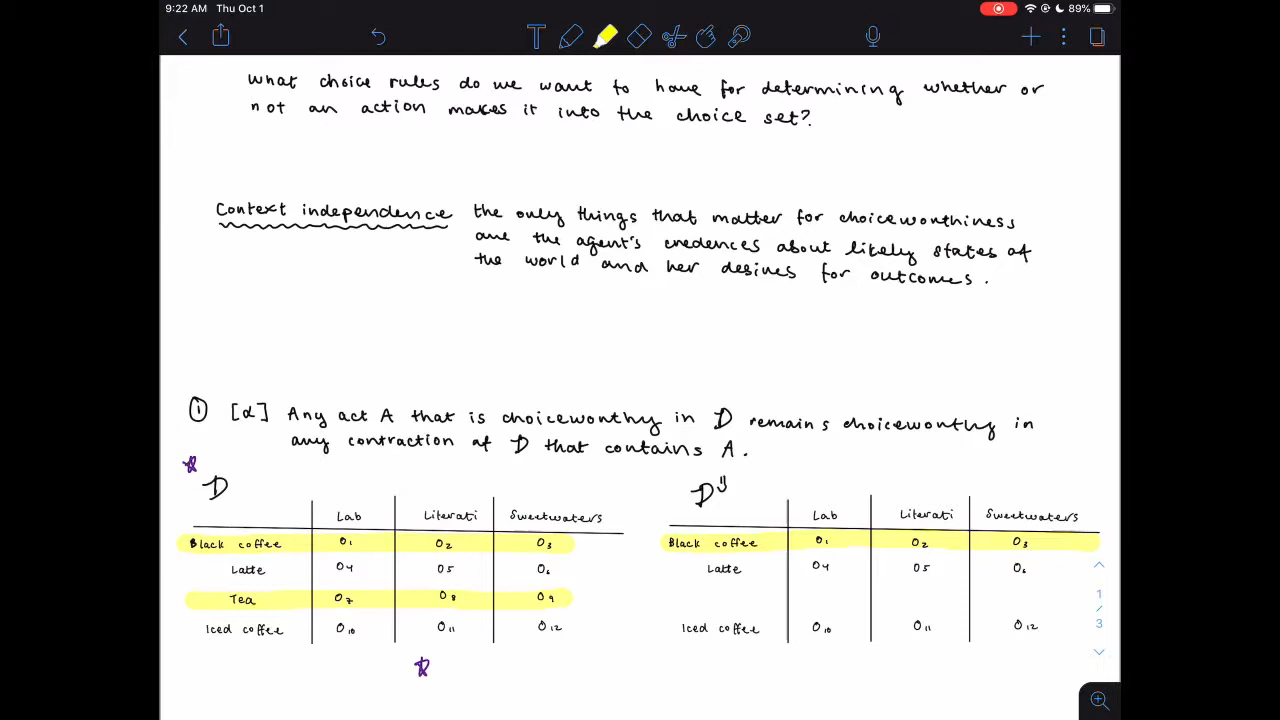 9:22 AM Thu Oct 1 89%
What choice rules do we want to have for determining whether or
not an action makes it into the choice set?
Context independence the only things that matter for choiceworthiness
are the agent's credences about likely states of
the world and her desires for outcomes.
① [α] Any act A that is choiceworthy in D remains choiceworthy in
any contraction of D that contains A.
D
Lab Literati Sweetwaters
Black coffee O1 O2 O3
Latte O4 O5 O6
Tea O7 O8 O9
Iced coffee O10 O11 O12
D⇓
Lab Literati Sweetwaters
Black coffee O1 O2 O3
Latte O4 O5 O6
Iced coffee O10 O11 O12
1
/
3